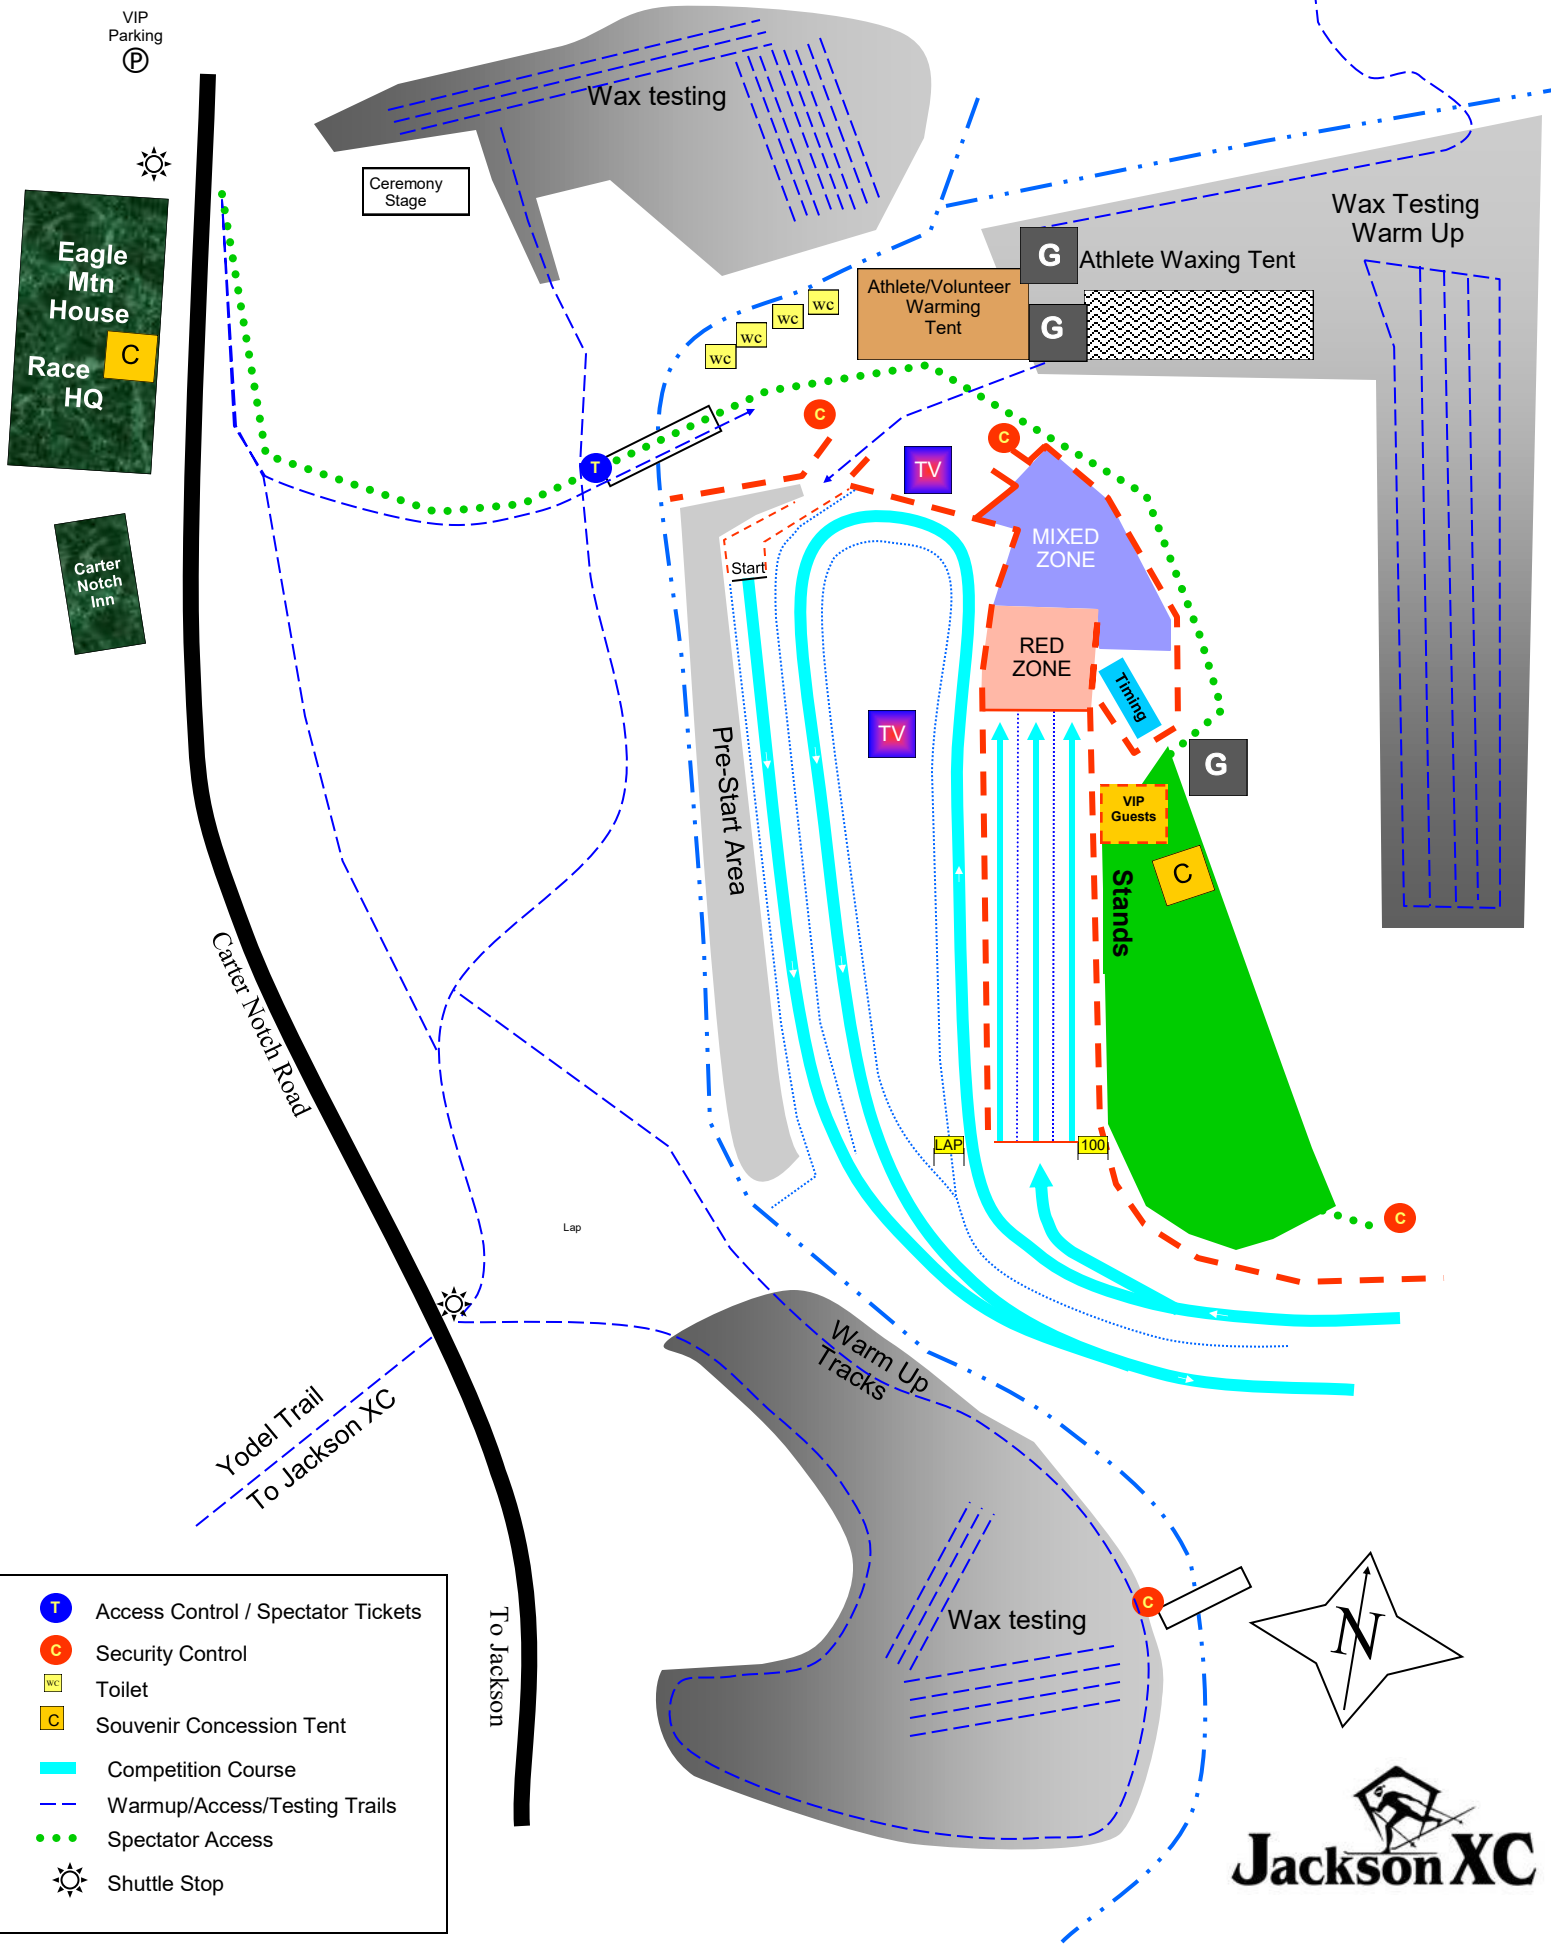 VIP
Parking
P
Wax testing
Ceremony
Stage
Wax Testing
Warm Up
G
Athlete Waxing Tent
Athlete/Volunteer
Warming
Tent
G
wc
wc
wc
wc
Eagle
Mtn
House
C
Race
HQ
C
C
T
TV
MIXED
ZONE
Carter
Notch
Inn
Start
RED
ZONE
Timing
TV
Pre-Start Area
G
VIP
Guests
C
Stands
Carter Notch Road
LAP
100
Lap
C
Warm Up
Tracks
Yodel Trail
To Jackson XC
Wax testing
C
N
To Jackson
T Access Control / Spectator Tickets
C Security Control
wc Toilet
C Souvenir Concession Tent
Competition Course
Warmup/Access/Testing Trails
Spectator Access
Shuttle Stop
Jackson XC